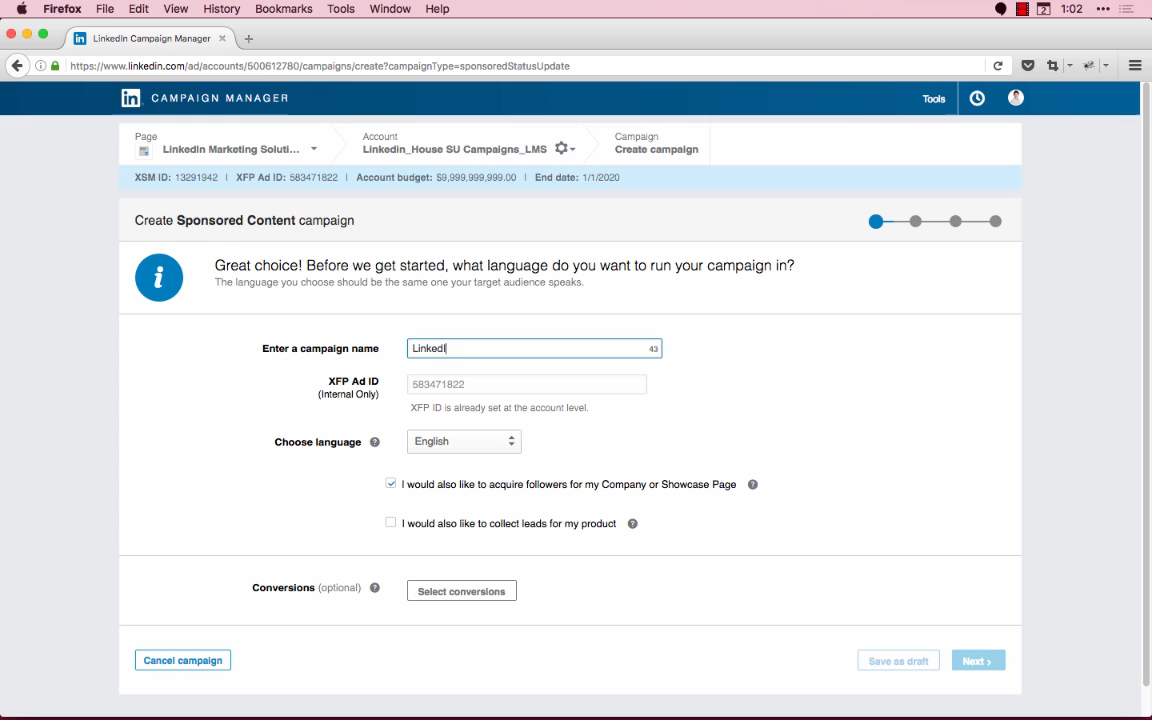 Firefox File Edit View History Bookmarks Tools Window Help 2 1:02
in LinkedIn Campaign Manager × +
https://www.linkedin.com/ad/accounts/500612780/campaigns/create?campaignType=sponsoredStatusUpdate
in CAMPAIGN MANAGER Tools
Page Account Campaign
LinkedIn Marketing Soluti... Linkedin_House SU Campaigns_LMS Create campaign
XSM ID: 13291942 | XFP Ad ID: 583471822 | Account budget: $9,999,999,999.00 | End date: 1/1/2020
Create Sponsored Content campaign
i Great choice! Before we get started, what language do you want to run your campaign in?
The language you choose should be the same one your target audience speaks.
Enter a campaign name LinkedI 43
XFP Ad ID 583471822
(Internal Only)
XFP ID is already set at the account level.
Choose language ? English
I would also like to acquire followers for my Company or Showcase Page ?
I would also like to collect leads for my product ?
Conversions (optional) ? Select conversions
Cancel campaign Save as draft Next >